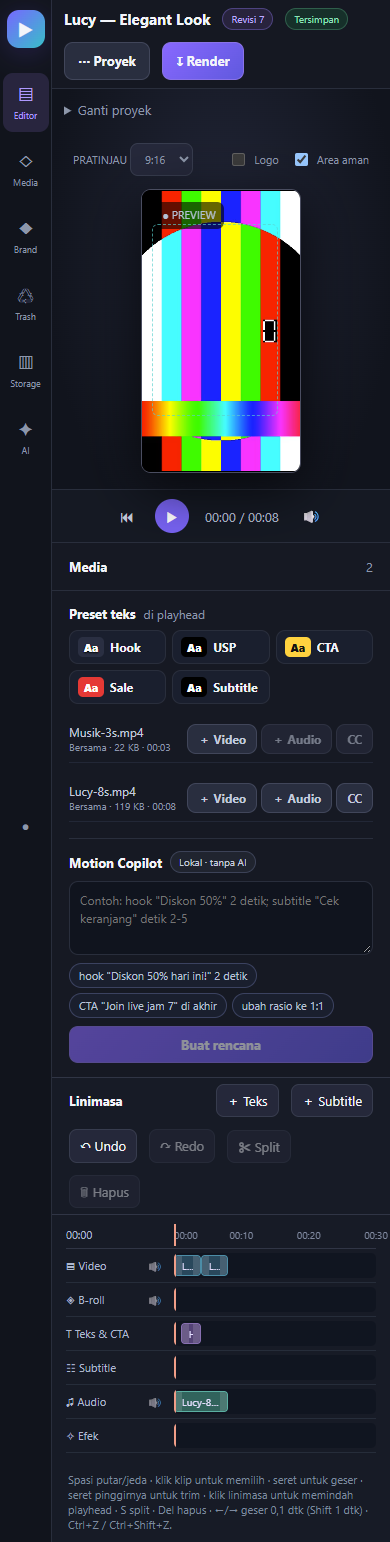 Lucy — Elegant Look Revisi 7 Tersimpan
Proyek Render
Editor
Ganti proyek
PRATINJAU 9:16 Logo Area aman
Media
PREVIEW
Brand
Trash
0
Storage
AI
00:00 / 00:08
Media 2
Preset teks di playhead
Aa Hook Aa USP Aa CTA
Aa Sale Aa Subtitle
Musik-3s.mp4
Bersama · 22 KB · 00:03
+ Video + Audio CC
Lucy-8s.mp4
Bersama · 119 KB · 00:08
+ Video + Audio CC
Motion Copilot Lokal · tanpa AI
Contoh: hook "Diskon 50%" 2 detik; subtitle "Cek
keranjang" detik 2-5
hook "Diskon 50% hari ini!" 2 detik
CTA "Join live jam 7" di akhir ubah rasio ke 1:1
Buat rencana
Linimasa + Teks + Subtitle
Undo Redo Split
Hapus
00:00 00:00 00:10 00:20 00:30
Video L... L...
B-roll
T Teks & CTA
Subtitle
Audio Lucy-8...
Efek
Spasi putar/jeda · klik klip untuk memilih · seret untuk geser ·
seret pinggirnya untuk trim · klik linimasa untuk memindah
playhead · S split · Del hapus · ←/→ geser 0,1 dtk (Shift 1 dtk) ·
Ctrl+Z / Ctrl+Shift+Z.